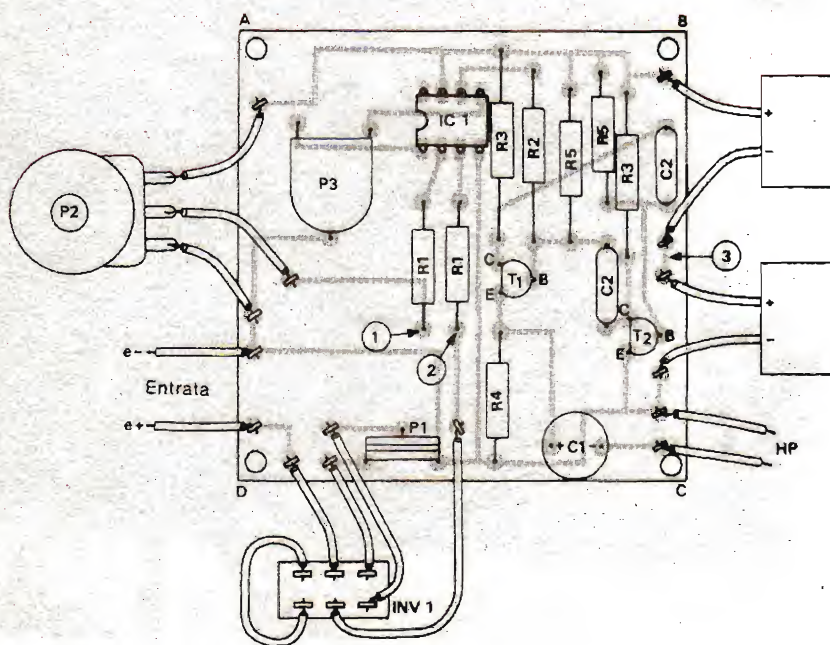 A
B
+
−
IC 1
R3
R2
R5
R5
R3
C2
P3
P2
R1
R1
C
T1
B
E
C2
3
+
−
C
T2
B
E
1
2
e−
Entrata
e+
R4
P1
+ C1 −
HP
D
C
INV 1